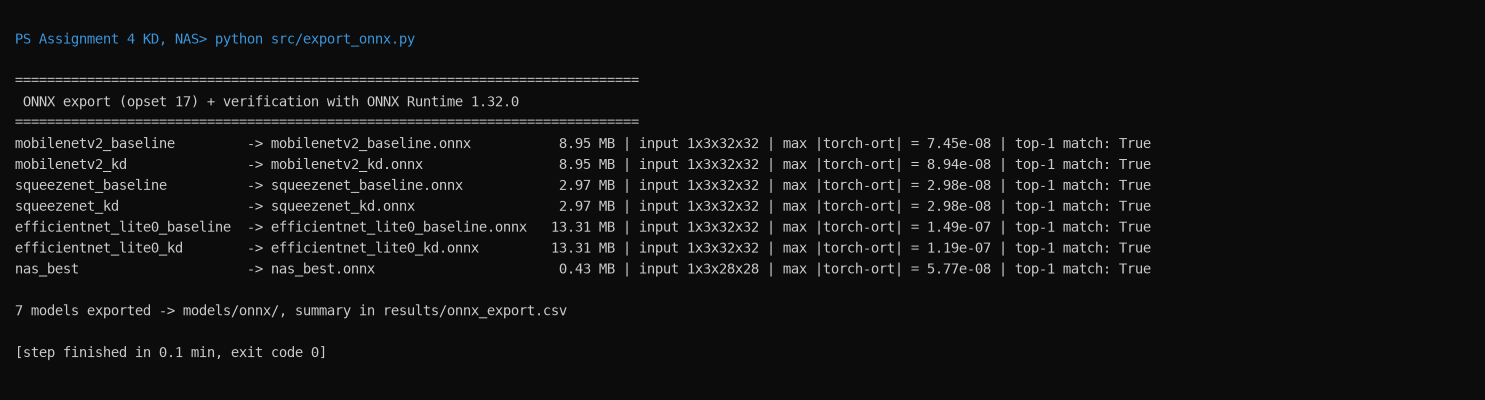 PS Assignment 4 KD, NAS> python src/export_onnx.py
==============================================================================
ONNX export (opset 17) + verification with ONNX Runtime 1.32.0
==============================================================================
mobilenetv2_baseline         -> mobilenetv2_baseline.onnx           8.95 MB | input 1x3x32x32 | max |torch-ort| = 7.45e-08 | top-1 match: True
mobilenetv2_kd               -> mobilenetv2_kd.onnx                 8.95 MB | input 1x3x32x32 | max |torch-ort| = 8.94e-08 | top-1 match: True
squeezenet_baseline          -> squeezenet_baseline.onnx            2.97 MB | input 1x3x32x32 | max |torch-ort| = 2.98e-08 | top-1 match: True
squeezenet_kd                -> squeezenet_kd.onnx                  2.97 MB | input 1x3x32x32 | max |torch-ort| = 2.98e-08 | top-1 match: True
efficientnet_lite0_baseline  -> efficientnet_lite0_baseline.onnx   13.31 MB | input 1x3x32x32 | max |torch-ort| = 1.49e-07 | top-1 match: True
efficientnet_lite0_kd        -> efficientnet_lite0_kd.onnx         13.31 MB | input 1x3x32x32 | max |torch-ort| = 1.19e-07 | top-1 match: True
nas_best                     -> nas_best.onnx                       0.43 MB | input 1x3x28x28 | max |torch-ort| = 5.77e-08 | top-1 match: True
7 models exported -> models/onnx/, summary in results/onnx_export.csv
[step finished in 0.1 min, exit code 0]